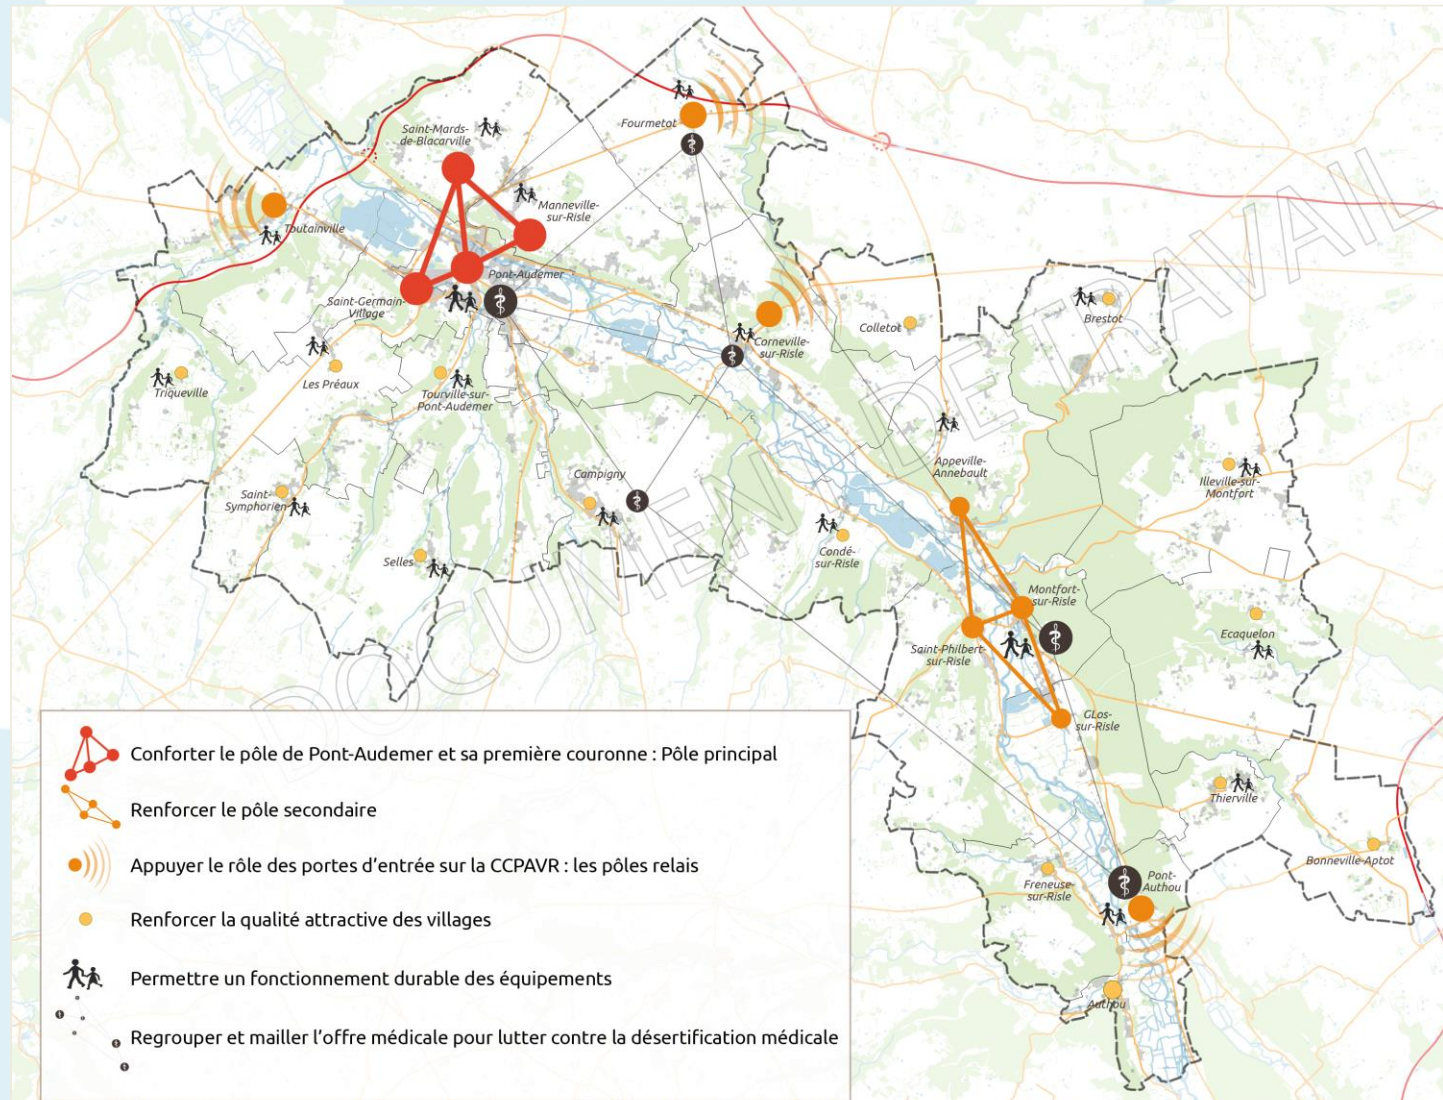 Fourmetot
Saint-Mards-
de-Blacarville
Manneville-
sur-Risle
Toutainville
Pont-Audemer
Saint-Germain-
Village
Corneville-
sur-Risle
Colletot
Brestot
Triqueville
Les Préaux
Tourville-sur-
Pont-Audemer
Appeville-
Annebault
Illeville-sur-
Montfort
Campigny
Saint-
Symphorien
Selles
Condé-
sur-Risle
Montfort-
sur-Risle
Ecaquelon
Saint-Philbert-
sur-Risle
GLos-
sur-Risle
Thierville
Bonneville-Aptot
Freneuse-
sur-Risle
Pont-
Authou
Authou
DOCUMENT DE TRAVAIL
Conforter le pôle de Pont-Audemer et sa première couronne : Pôle principal
Renforcer le pôle secondaire
Appuyer le rôle des portes d'entrée sur la CCPAVR : les pôles relais
Renforcer la qualité attractive des villages
Permettre un fonctionnement durable des équipements
Regrouper et mailler l'offre médicale pour lutter contre la désertification médicale